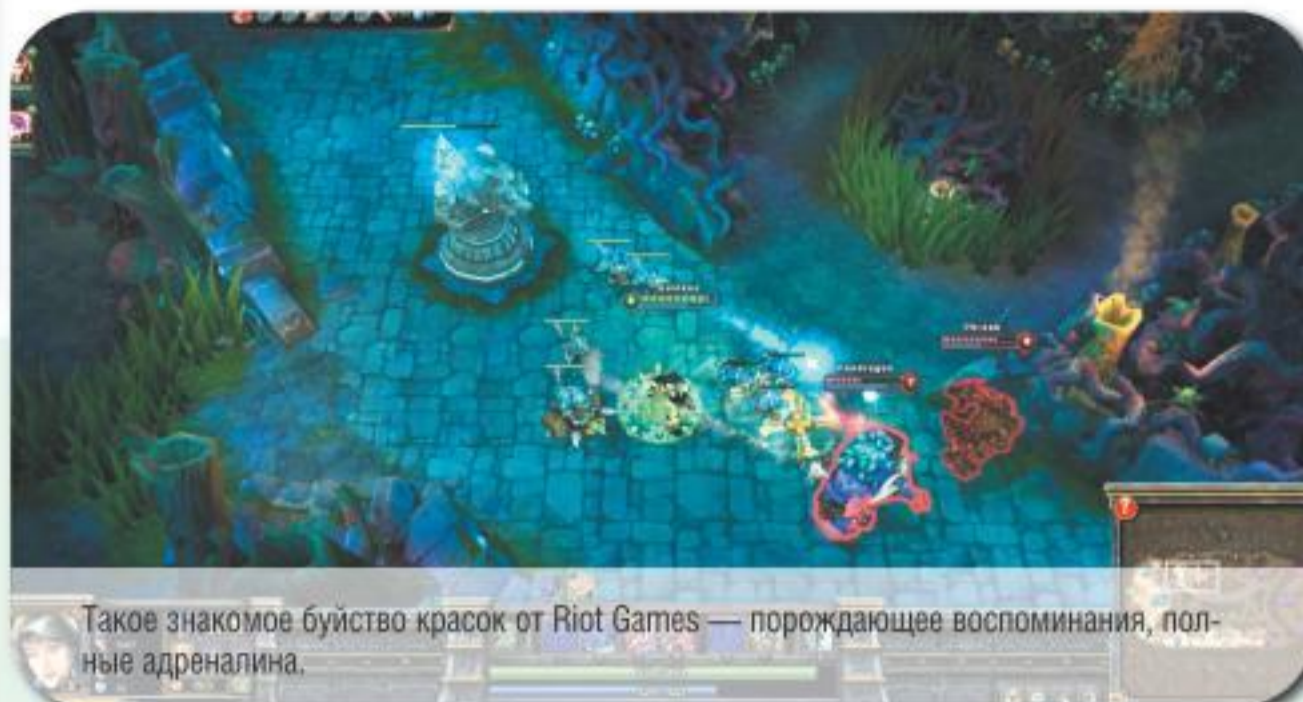 Такое знакомое буйство красок от Riot Games — порождающее воспоминания, пол-
ные адреналина.